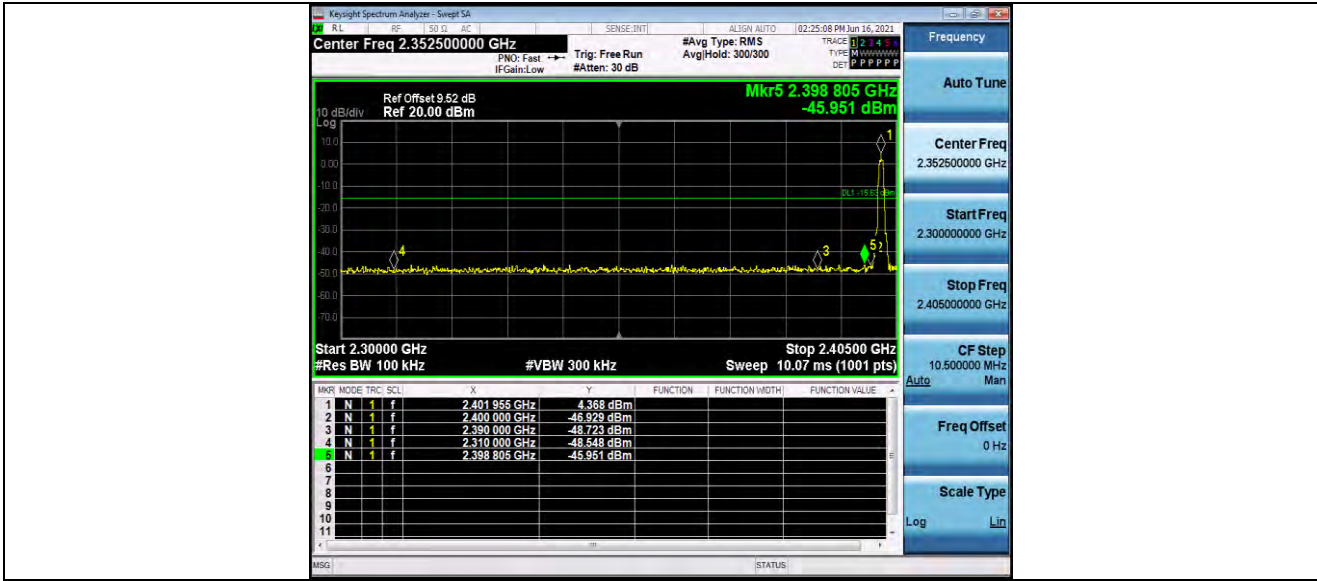 Keysight Spectrum Analyzer - Swept SA
RL RF 50 Ω AC SENSE:INT ALIGN AUTO 02:25:08 PM Jun 16, 2021
Center Freq 2.352500000 GHz
PNO: Fast
IFGain:Low
Trig: Free Run
#Atten: 30 dB
#Avg Type: RMS
Avg|Hold: 300/300
TRACE 1 2 3 4 5 6
TYPE M W W W W W
DET P P P P P P
Mkr5 2.398 805 GHz
-45.951 dBm
Ref Offset 9.52 dB
10 dB/div Ref 20.00 dBm
Log
10.0
0.00
-10.0
-20.0
-30.0
-40.0
-50.0
-60.0
-70.0
1
4
3
5
2
Start 2.30000 GHz Stop 2.40500 GHz
#Res BW 100 kHz #VBW 300 kHz Sweep 10.07 ms (1001 pts)
MKR MODE TRC SCL X Y FUNCTION FUNCTION WIDTH FUNCTION VALUE
1 N 1 f 2.401 955 GHz 4.368 dBm
2 N 1 f 2.400 000 GHz -46.929 dBm
3 N 1 f 2.390 000 GHz -48.723 dBm
4 N 1 f 2.310 000 GHz -48.548 dBm
5 N 1 f 2.398 805 GHz -45.951 dBm
6
7
8
9
10
11
MSG STATUS
Frequency
Auto Tune
Center Freq
2.352500000 GHz
Start Freq
2.300000000 GHz
Stop Freq
2.405000000 GHz
CF Step
10.500000 MHz
Auto Man
Freq Offset
0 Hz
Scale Type
Log Lin